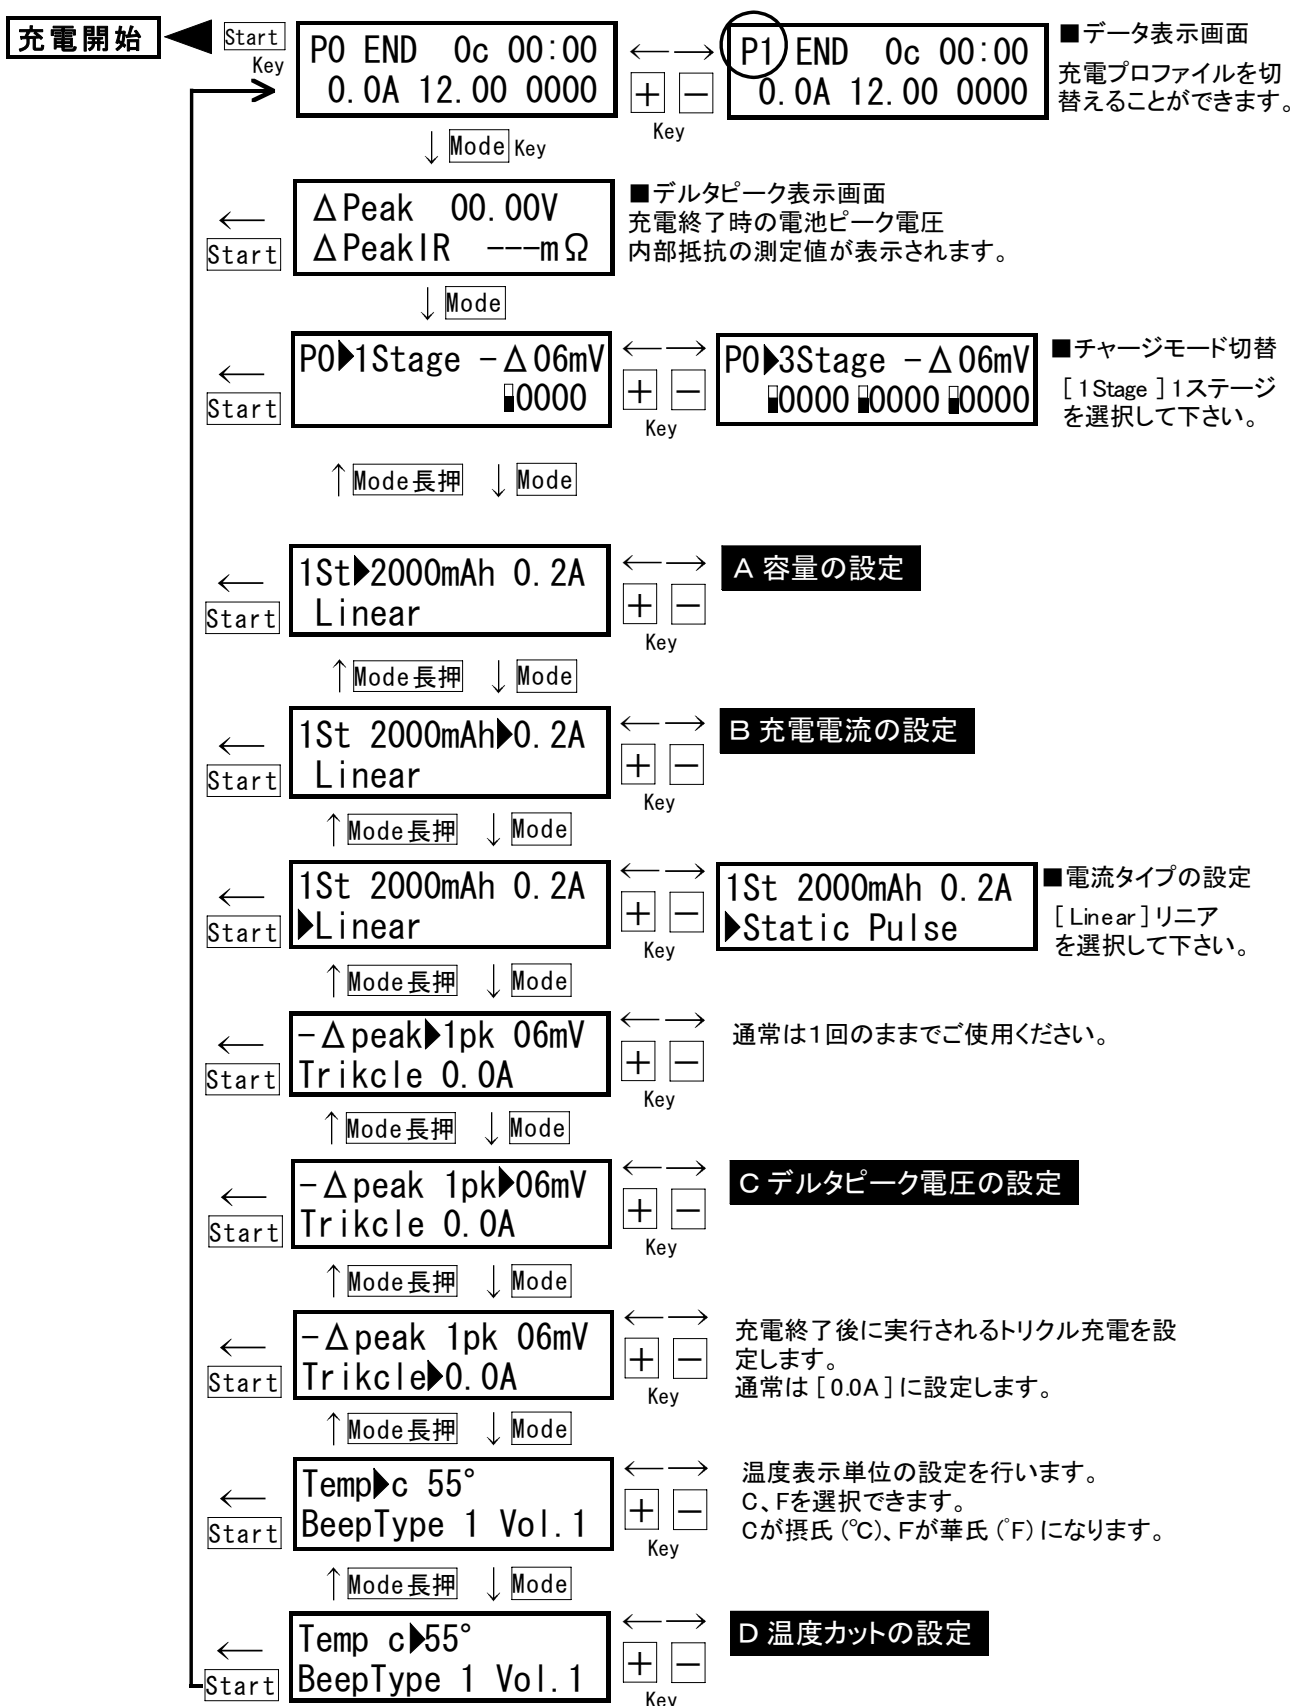 充電開始
Start
Key
P0 END 0c 00:00
0.0A 12.00 0000
←→
＋ −
Key
P1 END 0c 00:00
0.0A 12.00 0000
■データ表示画面
充電プロファイルを切
替えることができます。
↓ Mode Key
←
Start
ΔPeak 00.00V
ΔPeakIR ---mΩ
■デルタピーク表示画面
充電終了時の電池ピーク電圧
内部抵抗の測定値が表示されます。
↓ Mode
←
Start
P0▶1Stage -Δ06mV
0000
←→
＋ −
Key
P0▶3Stage -Δ06mV
0000 0000 0000
■チャージモード切替
[ 1Stage ] 1ステージ
を選択して下さい。
↑ Mode長押 ↓ Mode
←
Start
1St▶2000mAh 0.2A
Linear
←→
＋ −
Key
A 容量の設定
↑ Mode長押 ↓ Mode
←
Start
1St 2000mAh▶0.2A
Linear
←→
＋ −
Key
B 充電電流の設定
↑ Mode長押 ↓ Mode
←
Start
1St 2000mAh 0.2A
▶Linear
←→
＋ −
Key
1St 2000mAh 0.2A
▶Static Pulse
■電流タイプの設定
[ Linear ] リニア
を選択して下さい。
↑ Mode長押 ↓ Mode
←
Start
-Δpeak▶1pk 06mV
Trikcle 0.0A
←→
＋ −
Key
通常は1回のままでご使用ください。
↑ Mode長押 ↓ Mode
←
Start
-Δpeak 1pk▶06mV
Trikcle 0.0A
←→
＋ −
Key
C デルタピーク電圧の設定
↑ Mode長押 ↓ Mode
←
Start
-Δpeak 1pk 06mV
Trikcle▶0.0A
←→
＋ −
Key
充電終了後に実行されるトリクル充電を設
定します。
通常は [ 0.0A ] に設定します。
↑ Mode長押 ↓ Mode
←
Start
Temp▶c 55°
BeepType 1 Vol.1
←→
＋ −
Key
温度表示単位の設定を行います。
C、Fを選択できます。
Cが摂氏 (℃)、Fが華氏 (°F) になります。
↑ Mode長押 ↓ Mode
←
Start
Temp c▶55°
BeepType 1 Vol.1
←→
＋ −
Key
D 温度カットの設定